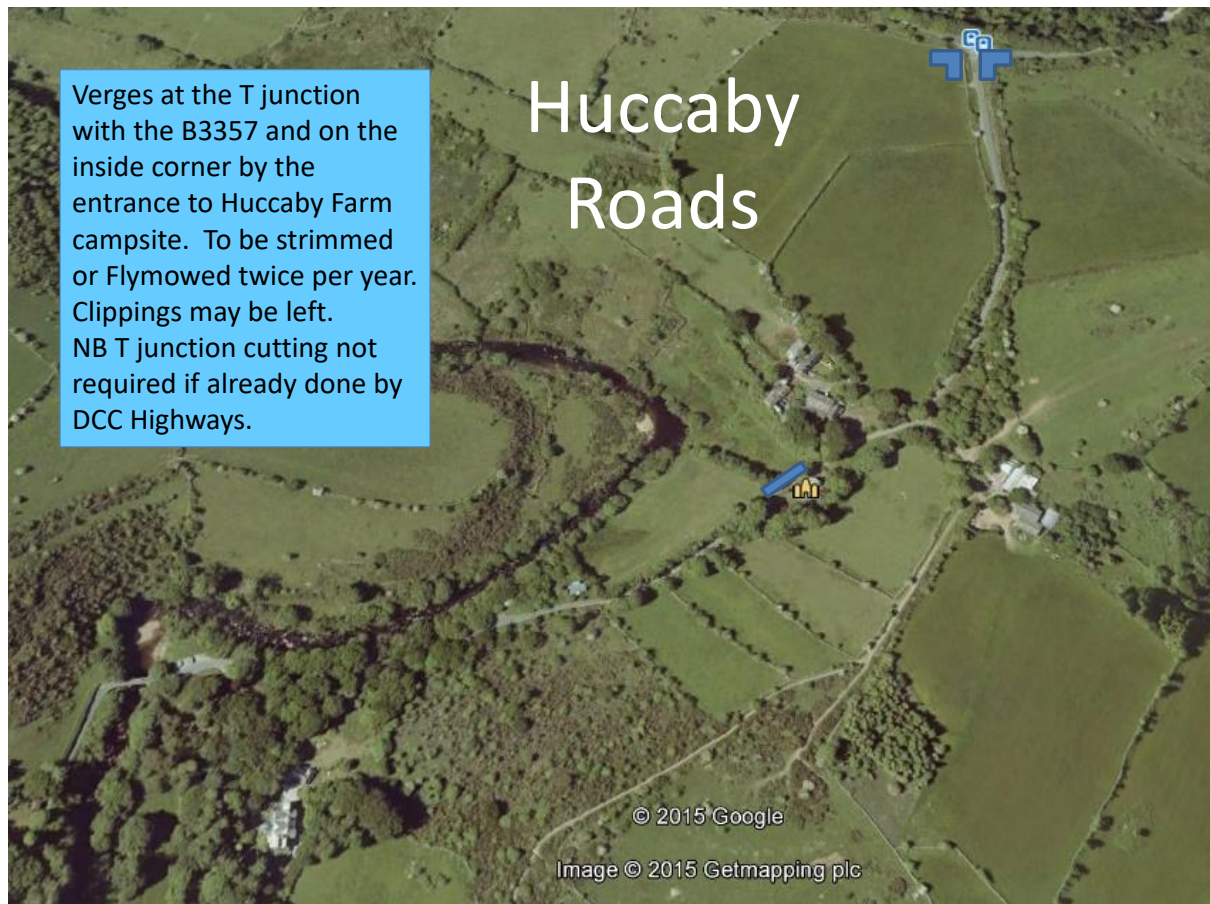 Huccaby
Roads
Verges at the T junction
with the B3357 and on the
inside corner by the
entrance to Huccaby Farm
campsite.  To be strimmed
or Flymowed twice per year.
Clippings may be left.
NB T junction cutting not
required if already done by
DCC Highways.
© 2015 Google
Image © 2015 Getmapping plc